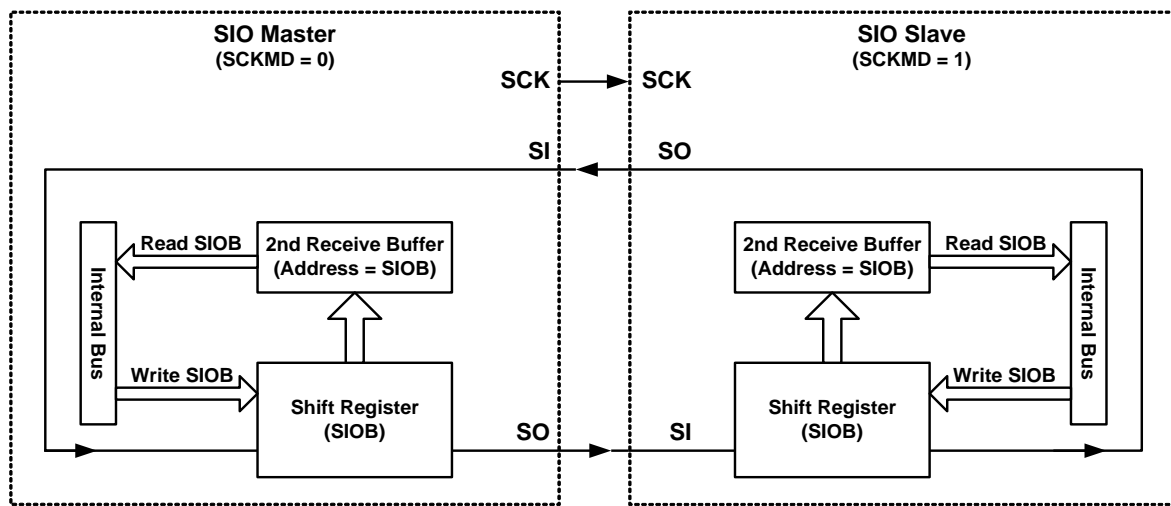 SIO Master
(SCKMD = 0)
SCK
SI
Read SIOB
2nd Receive Buffer
(Address = SIOB)
Internal Bus
Write SIOB
Shift Register
(SIOB)
SO
SIO Slave
(SCKMD = 1)
SCK
SO
2nd Receive Buffer
(Address = SIOB)
Read SIOB
Internal Bus
Write SIOB
Shift Register
(SIOB)
SI